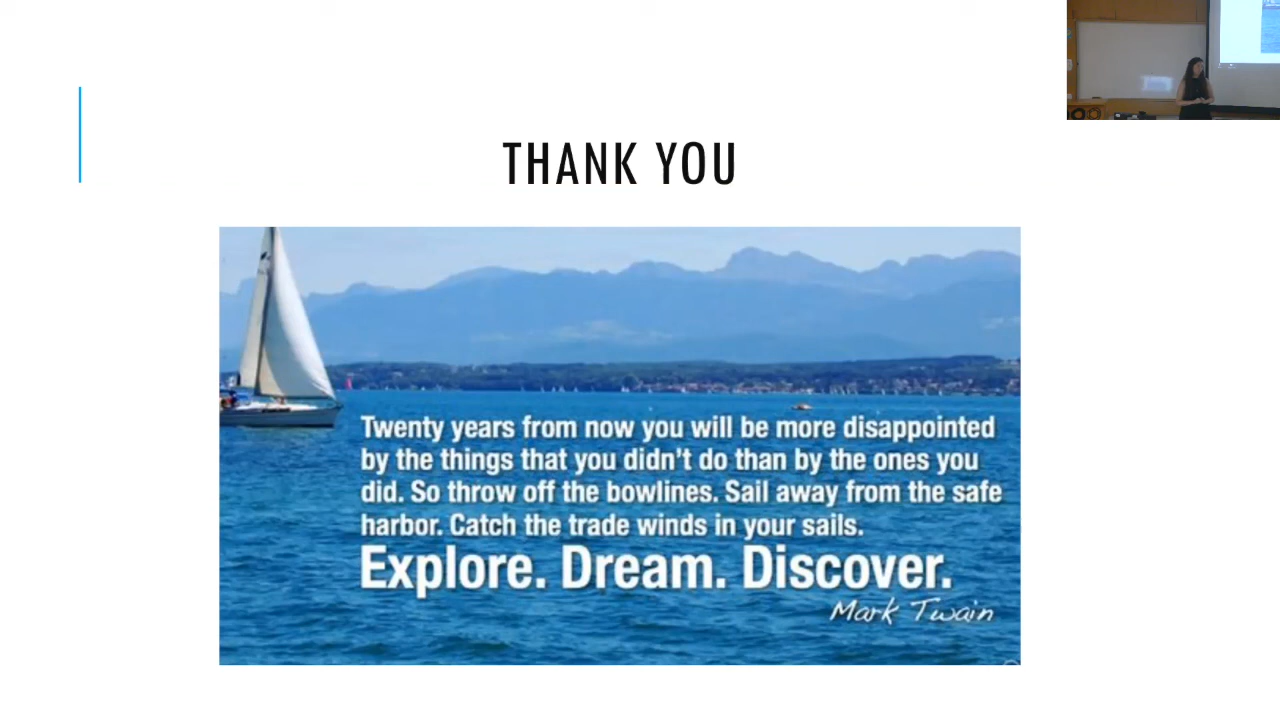 THANK YOU
Twenty years from now you will be more disappointed
by the things that you didn't do than by the ones you
did. So throw off the bowlines. Sail away from the safe
harbor. Catch the trade winds in your sails.
Explore. Dream. Discover.
Mark Twain